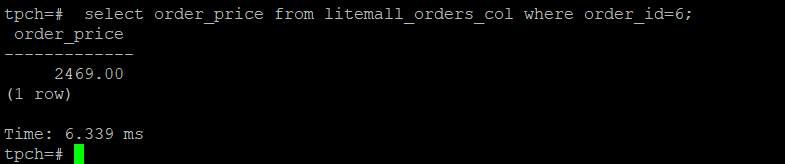 tpch=#  select order_price from litemall_orders_col where order_id=6;
 order_price
-------------
     2469.00
(1 row)

Time: 6.339 ms
tpch=#